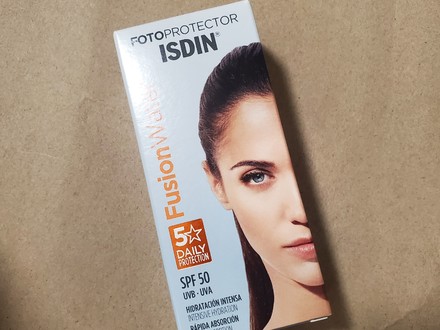 FOTOPROTECTOR
ISDIN®
FusionWater
5☆
DAILY
PROTECTION
SPF 50
UVB - UVA
HIDRATACIÓN INTENSA
INTENSIVE HYDRATION
RÁPIDA ABSORCIÓN